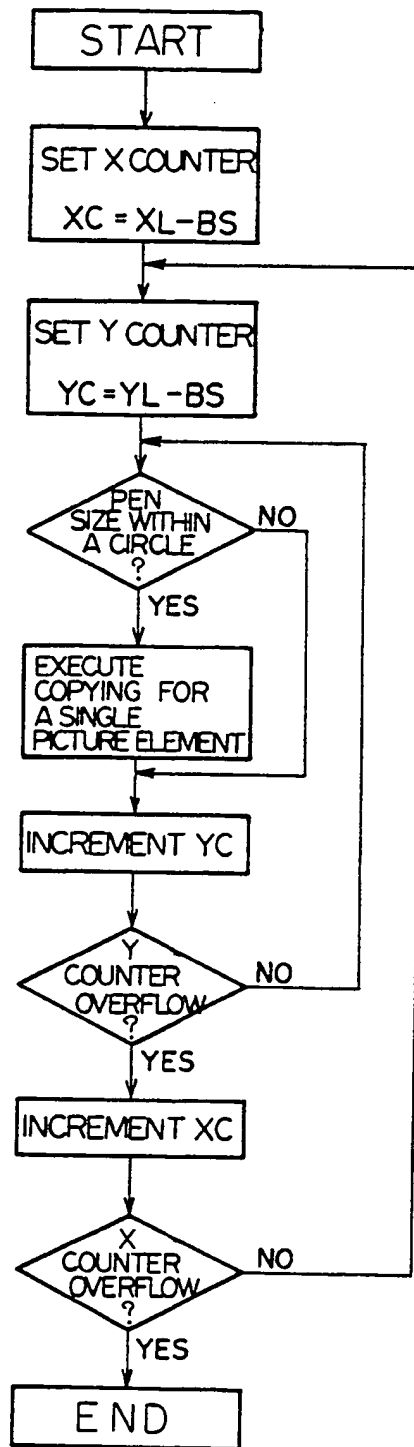 START
SET X COUNTER
XC = XL-BS
SET Y COUNTER
YC = YL-BS
PEN
SIZE WITHIN
A CIRCLE
?
NO
YES
EXECUTE
COPYING FOR
A SINGLE
PICTURE ELEMENT
INCREMENT YC
Y
COUNTER
OVERFLOW
?
NO
YES
INCREMENT XC
X
COUNTER
OVERFLOW
?
NO
YES
END